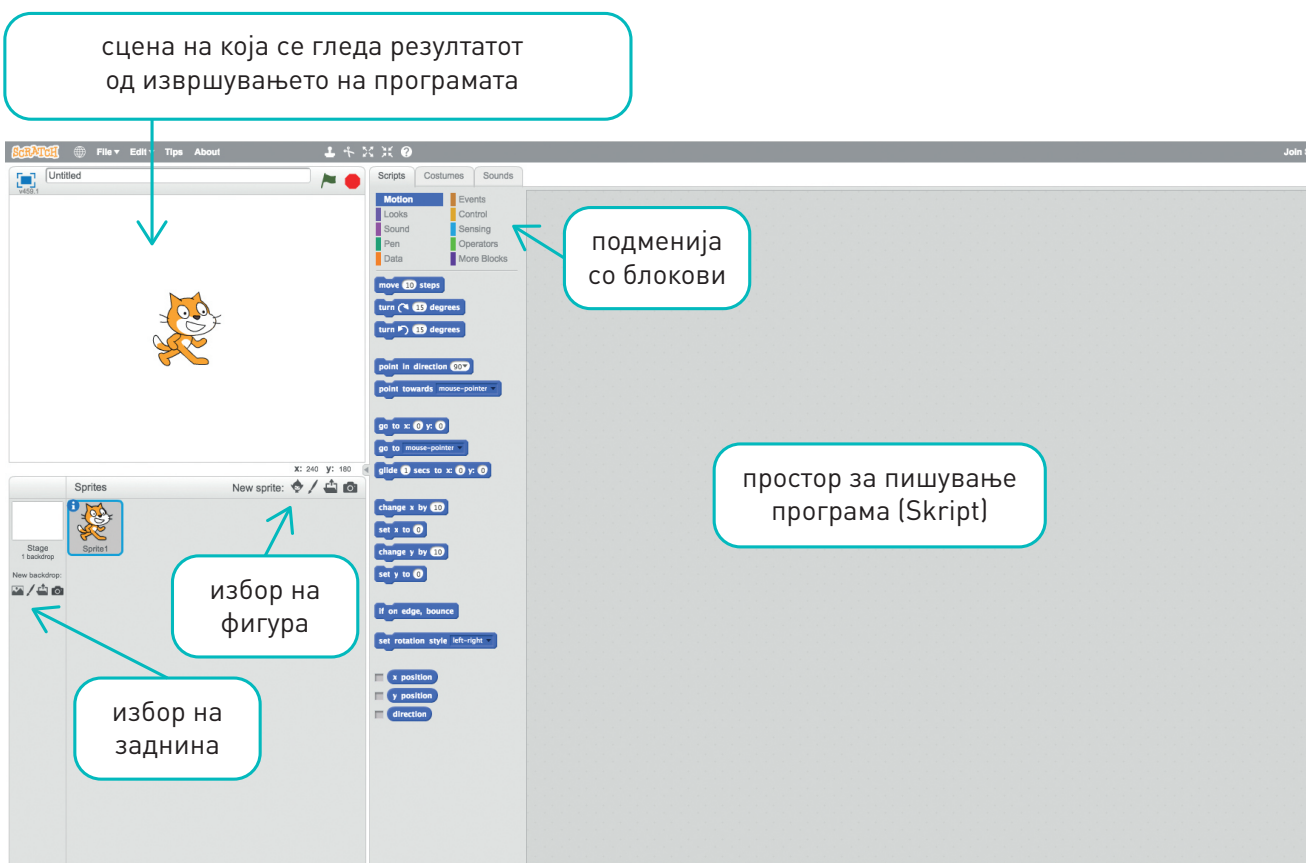 сцена на која се гледа резултатот
од извршувањето на програмата
SCRATCH File Edit Tips About
Join
Untitled
v459.1
Scripts Costumes Sounds
Motion Events
Looks Control
Sound Sensing
Pen Operators
Data More Blocks
подменија
со блокови
move 10 steps
turn 15 degrees
turn 15 degrees
point in direction 90
point towards mouse-pointer
go to x: 0 y: 0
go to mouse-pointer
glide 1 secs to x: 0 y: 0
change x by 10
set x to 0
change y by 10
set y to 0
if on edge, bounce
set rotation style left-right
x position
y position
direction
простор за пишување
програма (Skript)
X: 240 y: 180
Sprites New sprite:
Stage
1 backdrop
Sprite1
New backdrop:
избор на
фигура
избор на
заднина